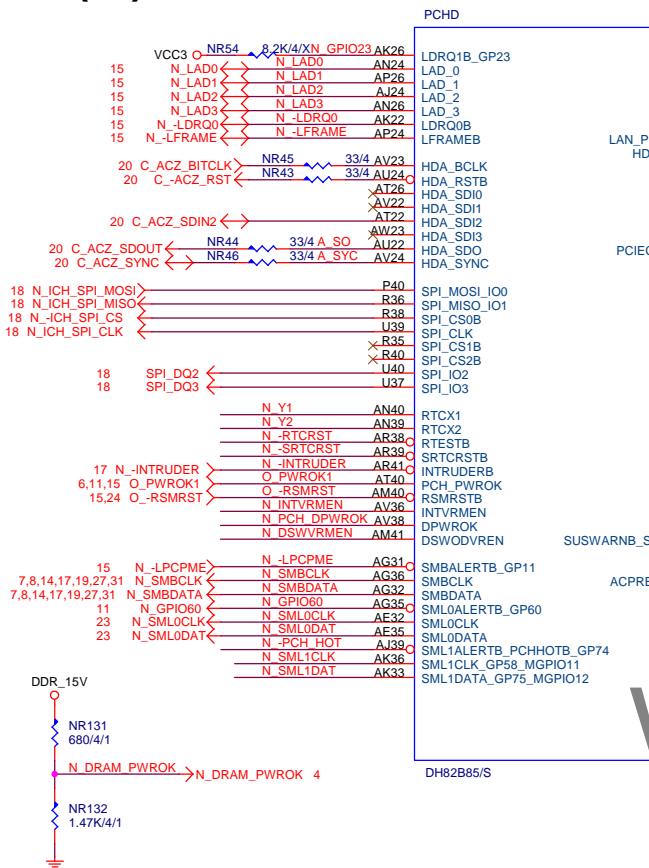 PCHD
VCC3 NR54 8.2K/4/X N_GPIO23 AK26 LDRQ1B_GP23
15 N_LAD0 N_LAD0 AN24 LAD_0
15 N_LAD1 N_LAD1 AP26 LAD_1
15 N_LAD2 N_LAD2 AJ24 LAD_2
15 N_LAD3 N_LAD3 AN26 LAD_3
15 N_-LDRQ0 N_-LDRQ0 AK22 LDRQ0B
15 N_-LFRAME N_-LFRAME AP24 LFRAMEB LAN_P
HD
20 C_ACZ_BITCLK NR45 33/4 AV23 HDA_BCLK
20 C_-ACZ_RST NR43 33/4 AU24 HDA_RSTB
AT26 HDA_SDI0
AV22 HDA_SDI1
20 C_ACZ_SDIN2 AT22 HDA_SDI2
AW23 HDA_SDI3
20 C_ACZ_SDOUT NR44 33/4 A_SO AU22 HDA_SDO PCIEC
20 C_ACZ_SYNC NR46 33/4 A_SYC AV24 HDA_SYNC
18 N_ICH_SPI_MOSI P40 SPI_MOSI_IO0
18 N_ICH_SPI_MISO R36 SPI_MISO_IO1
18 N_-ICH_SPI_CS R38 SPI_CS0B
18 N_ICH_SPI_CLK U39 SPI_CLK
R35 SPI_CS1B
R40 SPI_CS2B
18 SPI_DQ2 U40 SPI_IO2
18 SPI_DQ3 U37 SPI_IO3
N_Y1 AN40 RTCX1
N_Y2 AN39 RTCX2
N_-RTCRST AR38 RTESTB
N_-SRTCRST AR39 SRTCRSTB
17 N_-INTRUDER N_-INTRUDER AR41 INTRUDERB
6,11,15 O_PWROK1 O_PWROK1 AT40 PCH_PWROK
15,24 O_-RSMRST O_-RSMRST AM40 RSMRSTB
N_INTVRMEN AV36 INTVRMEN
N_PCH_DPWROK AV38 DPWROK
N_DSWVRMEN AM41 DSWODVREN SUSWARNB_S
15 N_-LPCPME N_-LPCPME AG31 SMBALERTB_GP11
7,8,14,17,19,27,31 N_SMBCLK N_SMBCLK AG36 SMBCLK ACPRE
7,8,14,17,19,27,31 N_SMBDATA N_SMBDATA AG32 SMBDATA
11 N_GPIO60 N_GPIO60 AG35 SML0ALERTB_GP60
23 N_SML0CLK N_SML0CLK AE32 SML0CLK
23 N_SML0DAT N_SML0DAT AE35 SML0DATA
N_-PCH_HOT AJ39 SML1ALERTB_PCHHOTB_GP74
N_SML1CLK AK36 SML1CLK_GP58_MGPIO11
N_SML1DAT AK33 SML1DATA_GP75_MGPIO12
DDR_15V
NR131
680/4/1
N_DRAM_PWROK N_DRAM_PWROK 4
DH82B85/S
NR132
1.47K/4/1